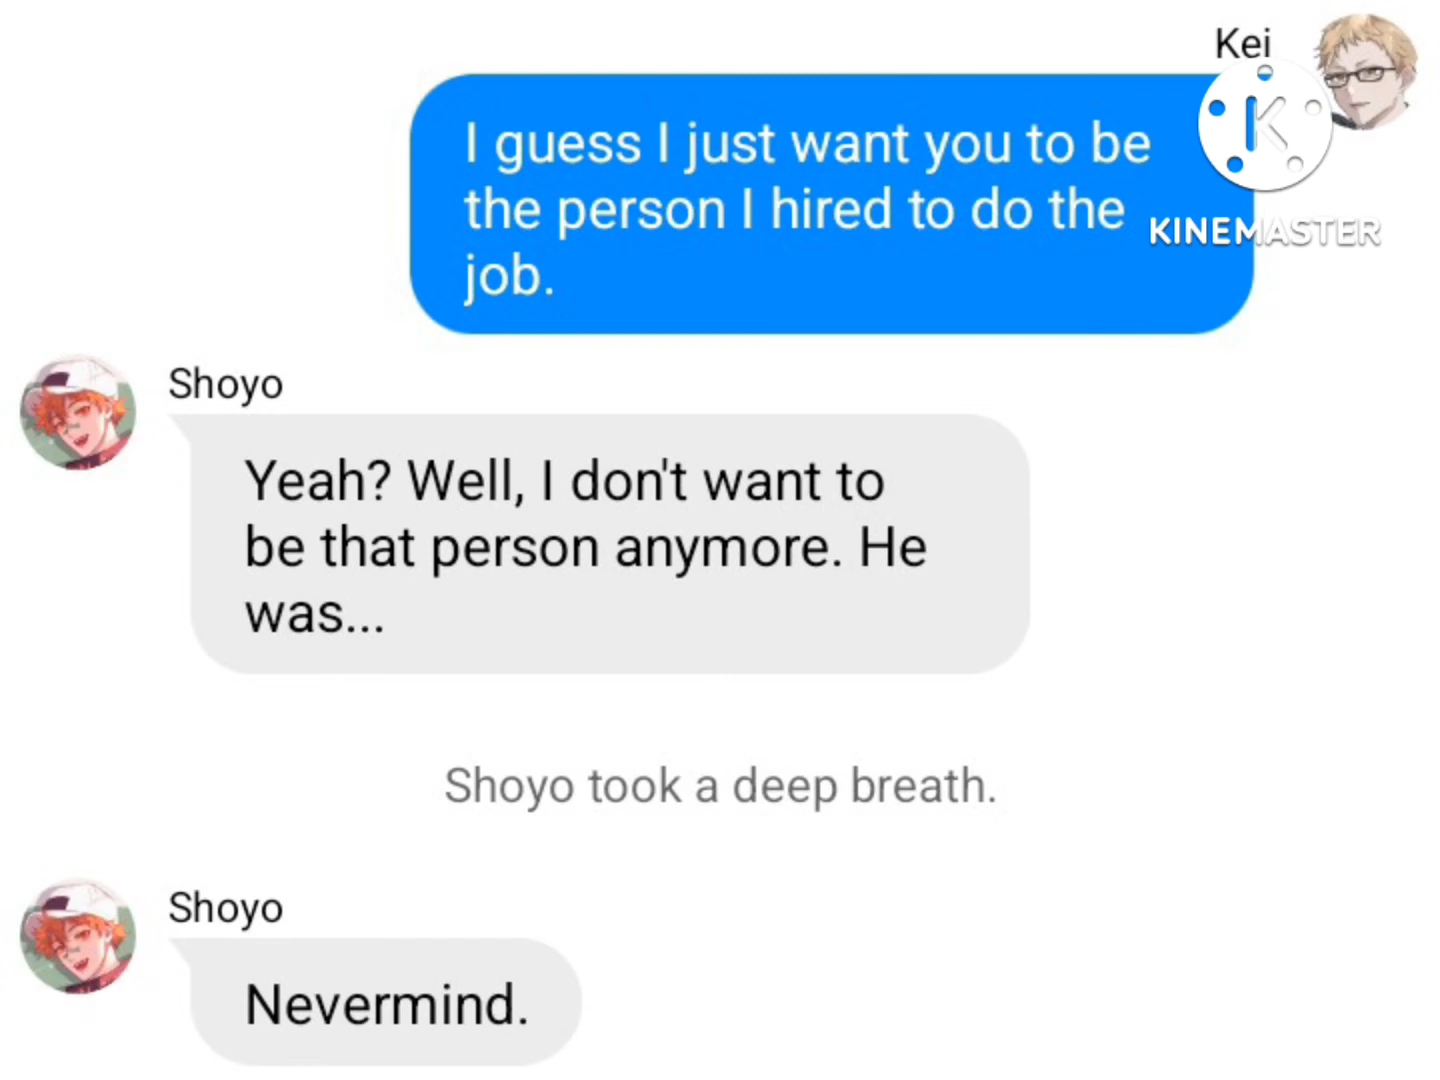 Kei
I guess I just want you to be
the person I hired to do the
job.
K
KINEMASTER
Shoyo
Yeah? Well, I don't want to
be that person anymore. He
was...
Shoyo took a deep breath.
Shoyo
Nevermind.